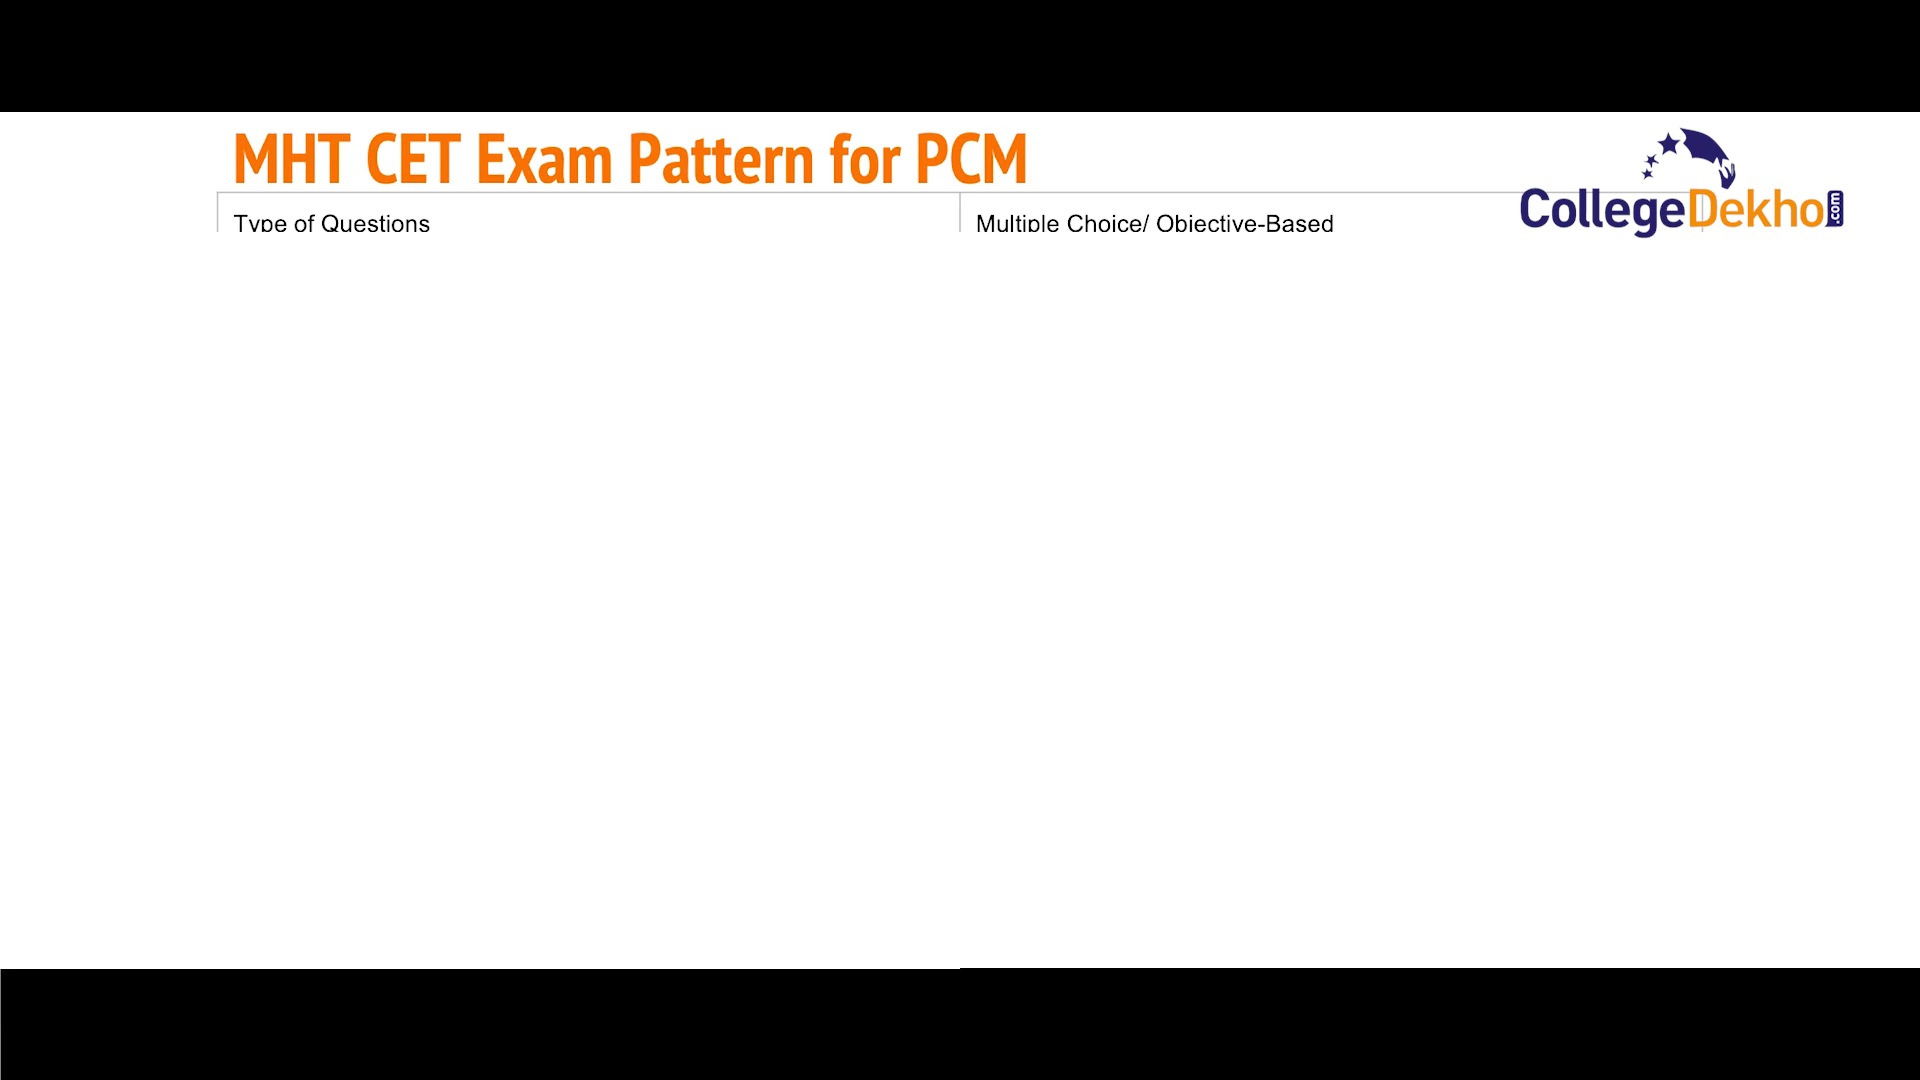 MHT CET Exam Pattern for PCM
CollegeDekho.com
Type of Questions
Multiple Choice/ Objective-Based